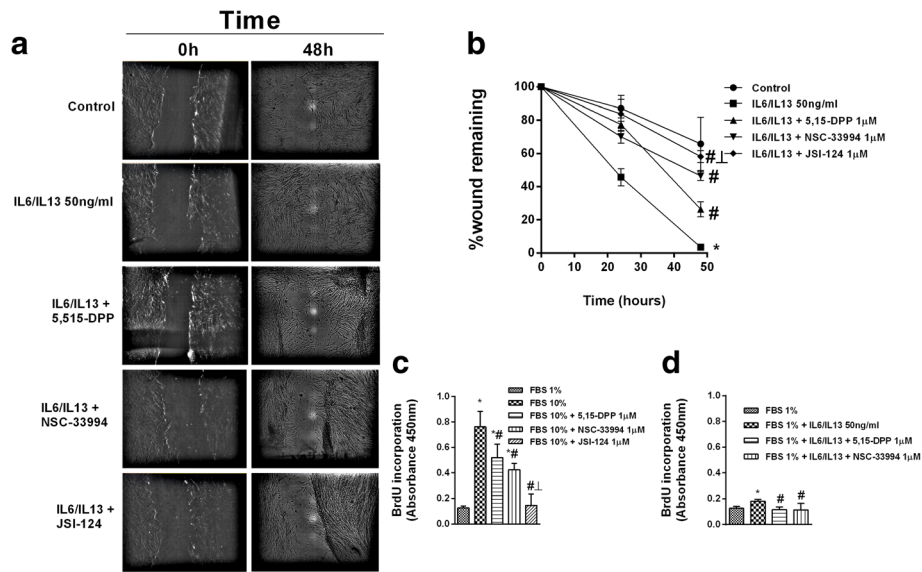 a
Time
0h
48h
Control
IL6/IL13 50ng/ml
IL6/IL13 +
5,515-DPP
IL6/IL13 +
NSC-33994
IL6/IL13 +
JSI-124
b
%wound remaining
100
80
60
40
20
0
0
10
20
30
40
50
Time (hours)
#⊥
#
#
*
Control
IL6/IL13 50ng/ml
IL6/IL13 + 5,15-DPP 1μM
IL6/IL13 + NSC-33994 1μM
IL6/IL13 + JSI-124 1μM
c
BrdU incorporation
(Absorbance 450nm)
1.0
0.8
0.6
0.4
0.2
0.0
*
*#
*#
#⊥
FBS 1%
FBS 10%
FBS 10% + 5,15-DPP 1μM
FBS 10% + NSC-33994 1μM
FBS 10% + JSI-124 1μM
d
BrdU incorporation
(Absorbance 450nm)
1.0
0.8
0.6
0.4
0.2
0.0
*
#
#
FBS 1%
FBS 1% + IL6/IL13 50ng/ml
FBS 1% + IL6/IL13 + 5,15-DPP 1μM
FBS 1% + IL6/IL13 + NSC-33994 1μM